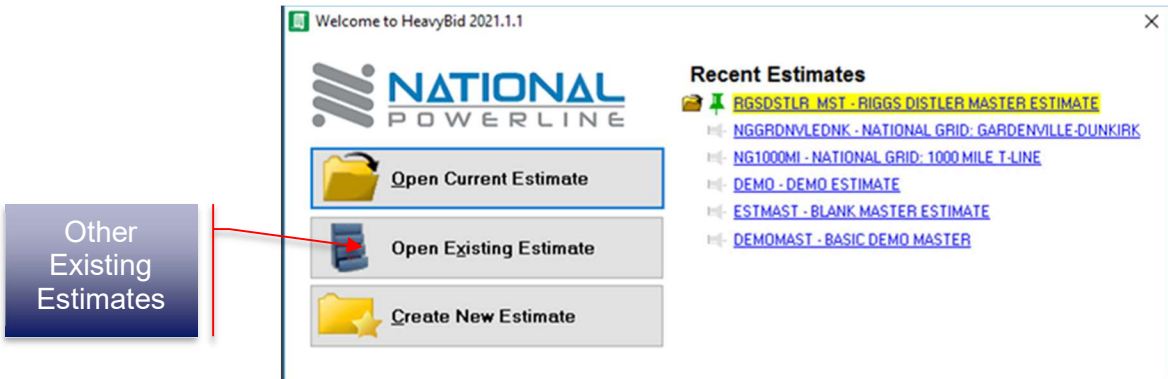 Welcome to HeavyBid 2021.1.1
NATIONAL
POWERLINE
Open Current Estimate
Open Existing Estimate
Create New Estimate
Recent Estimates
RGSDSTLR_MST - RIGGS DISTLER MASTER ESTIMATE
NGGRDNVLEDNK - NATIONAL GRID: GARDENVILLE-DUNKIRK
NG1000MI - NATIONAL GRID: 1000 MILE T-LINE
DEMO - DEMO ESTIMATE
ESTMAST - BLANK MASTER ESTIMATE
DEMOMAST - BASIC DEMO MASTER
Other
Existing
Estimates